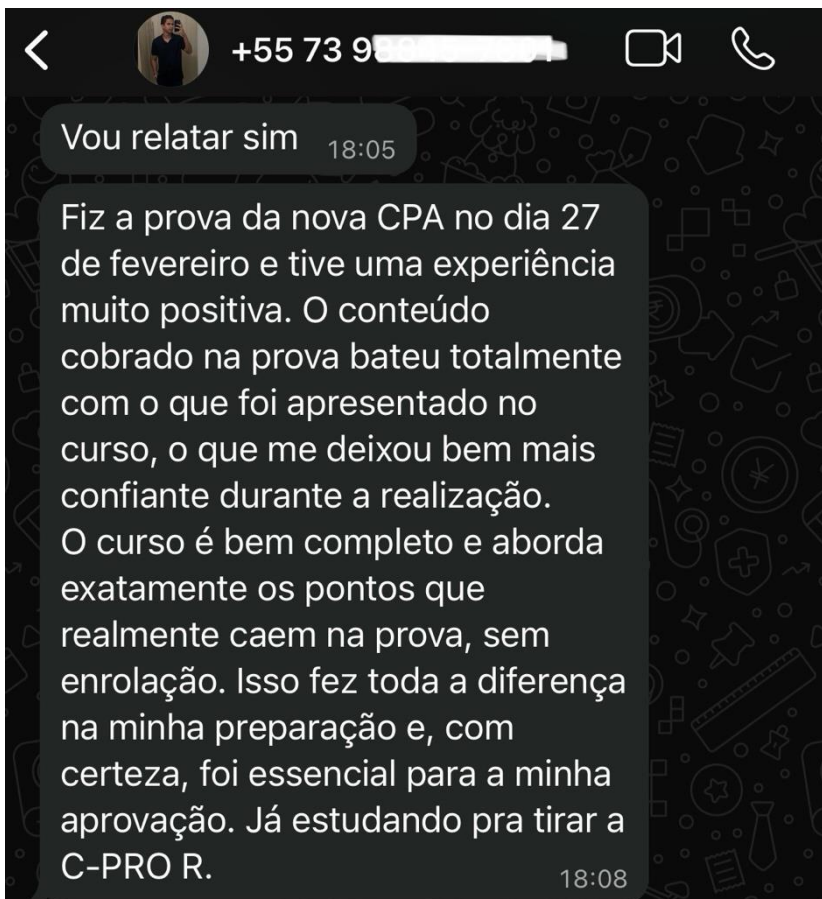 +55 73 9
Vou relatar sim 18:05
Fiz a prova da nova CPA no dia 27
de fevereiro e tive uma experiência
muito positiva. O conteúdo
cobrado na prova bateu totalmente
com o que foi apresentado no
curso, o que me deixou bem mais
confiante durante a realização.
O curso é bem completo e aborda
exatamente os pontos que
realmente caem na prova, sem
enrolação. Isso fez toda a diferença
na minha preparação e, com
certeza, foi essencial para a minha
aprovação. Já estudando pra tirar a
C-PRO R. 18:08